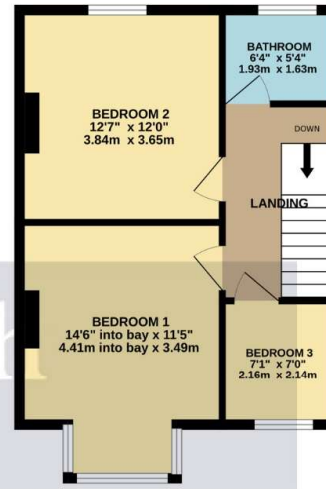 BATHROOM
6'4" x 5'4"
1.93m x 1.63m
BEDROOM 2
12'7" x 12'0"
3.84m x 3.65m
DOWN
LANDING
BEDROOM 1
14'6" into bay x 11'5"
4.41m into bay x 3.49m
BEDROOM 3
7'1" x 7'0"
2.16m x 2.14m